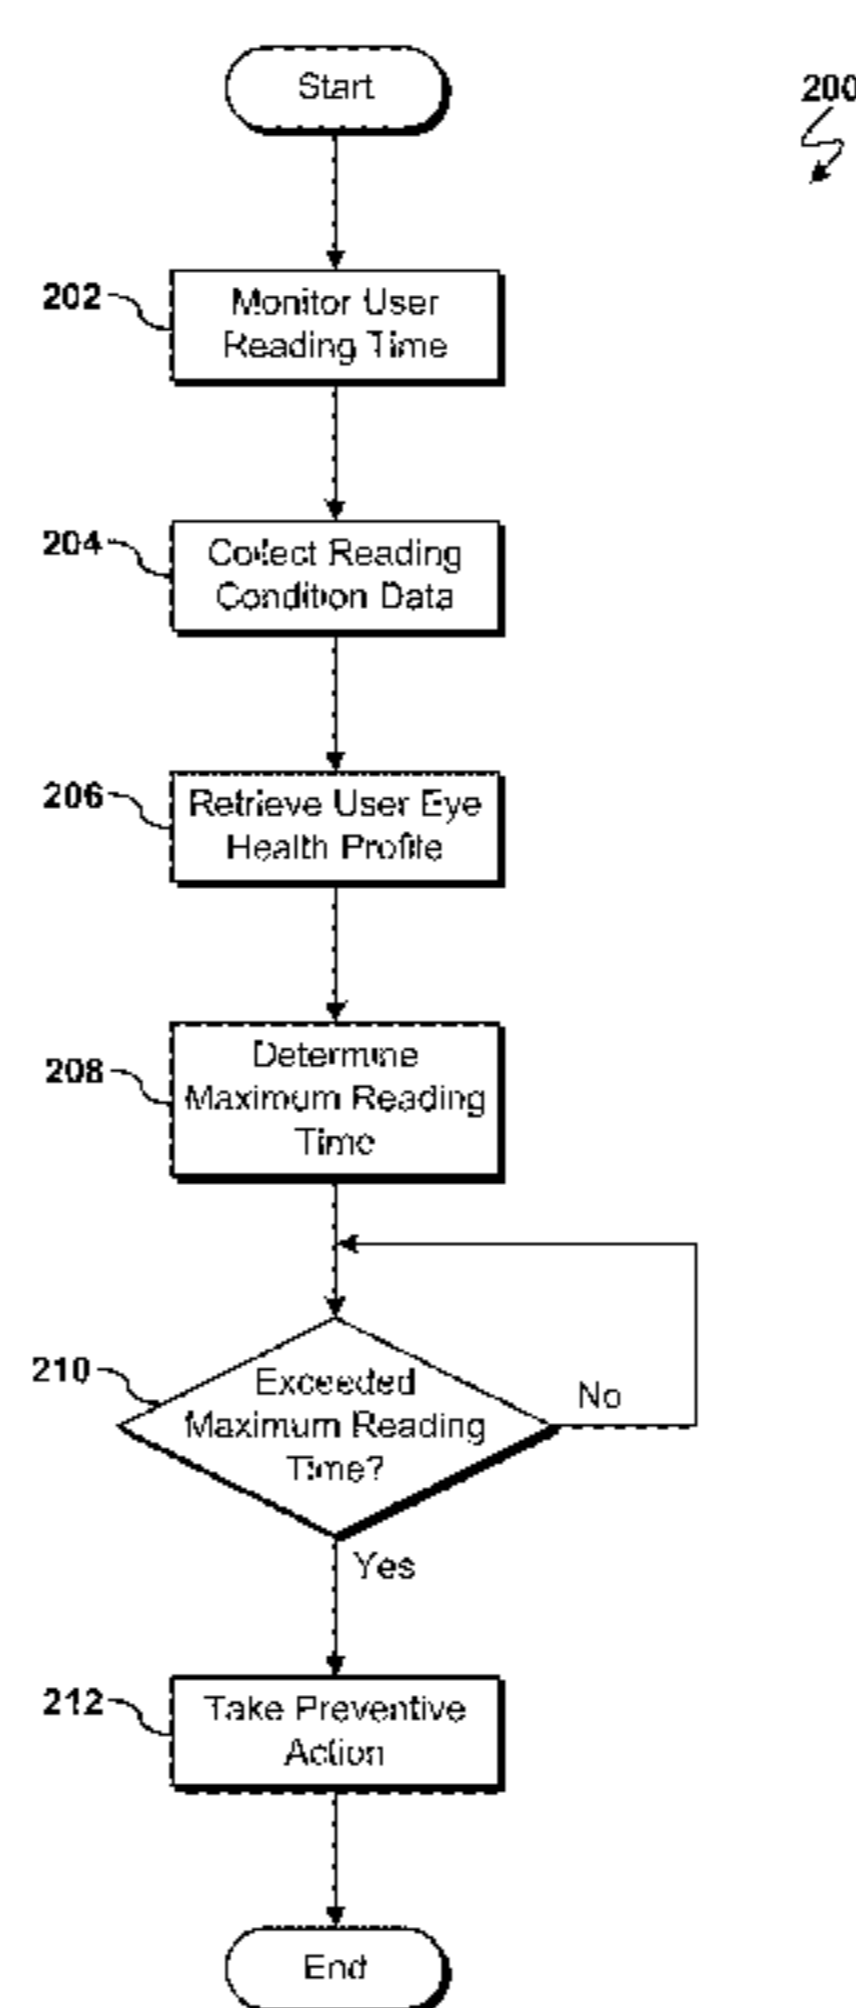 Start
200
202
Monitor User
Reading Time
204
Collect Reading
Condition Data
206
Retrieve User Eye
Health Profile
208
Determine
Maximum Reading
Time
210
Exceeded
Maximum Reading
Time?
No
Yes
212
Take Preventive
Action
End